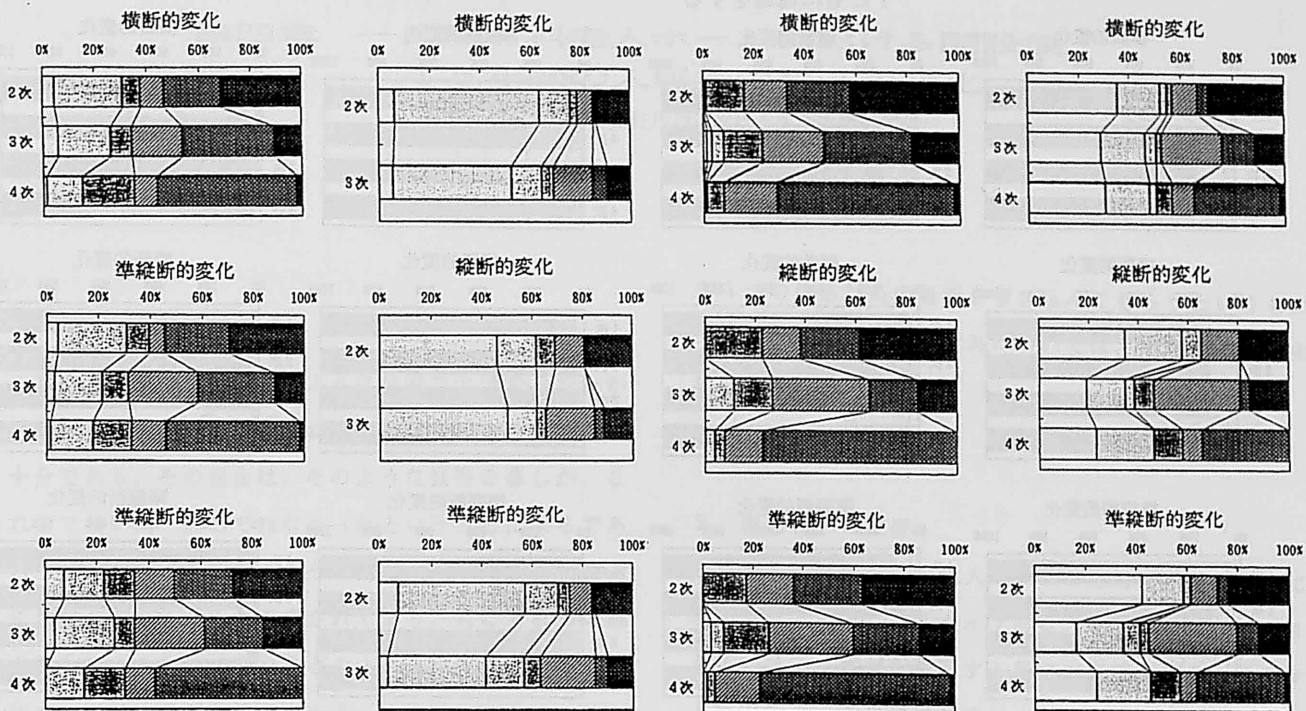 横断的変化 横断的変化 横断的変化 横断的変化
0% 20% 40% 60% 80% 100% 0% 20% 40% 60% 80% 100% 0% 20% 40% 60% 80% 100% 0% 20% 40% 60% 80% 100%
2次 2次 2次 2次
3次 3次 3次
3次
4次 4次 4次
準縦断的変化 縦断的変化 縦断的変化 縦断的変化
0% 20% 40% 60% 80% 100% 0% 20% 40% 60% 80% 100% 0% 20% 40% 60% 80% 100% 0% 20% 40% 60% 80% 100%
2次 2次 2次 2次
3次 3次 3次
3次
4次 4次 4次
準縦断的変化 準縦断的変化 準縦断的変化 準縦断的変化
0% 20% 40% 60% 80% 100% 0% 20% 40% 60% 80% 100% 0% 20% 40% 60% 80% 100% 0% 20% 40% 60% 80% 100%
2次 2次 2次 2次
3次 3次 3次
3次
4次 4次 4次